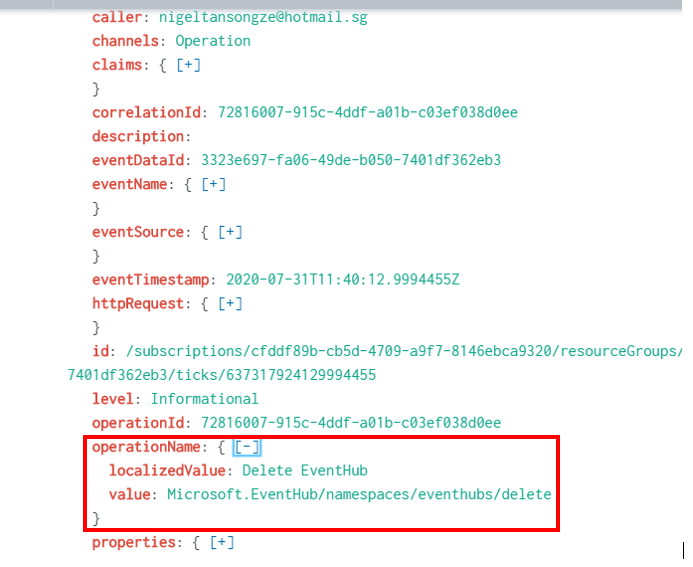 caller: nigeltansongze@hotmail.sg
channels: Operation
claims: { [+]
}
correlationId: 72816007-915c-4ddf-a01b-c03ef038d0ee
description:
eventDataId: 3323e697-fa06-49de-b050-7401df362eb3
eventName: { [+]
}
eventSource: { [+]
}
eventTimestamp: 2020-07-31T11:40:12.9994455Z
httpRequest: { [+]
}
id: /subscriptions/cfddf89b-cb5d-4709-a9f7-8146ebca9320/resourceGroups/
7401df362eb3/ticks/637317924129994455
level: Informational
operationId: 72816007-915c-4ddf-a01b-c03ef038d0ee
operationName: { [-]
localizedValue: Delete EventHub
value: Microsoft.EventHub/namespaces/eventhubs/delete
}
properties: { [+]